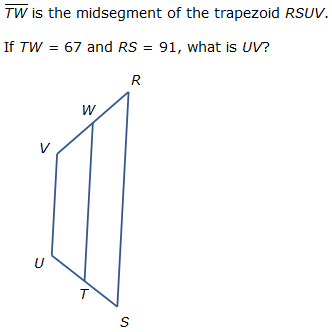 TW is the midsegment of the trapezoid RSUV.
If TW = 67 and RS = 91, what is UV?
R
W
V
U
T
S